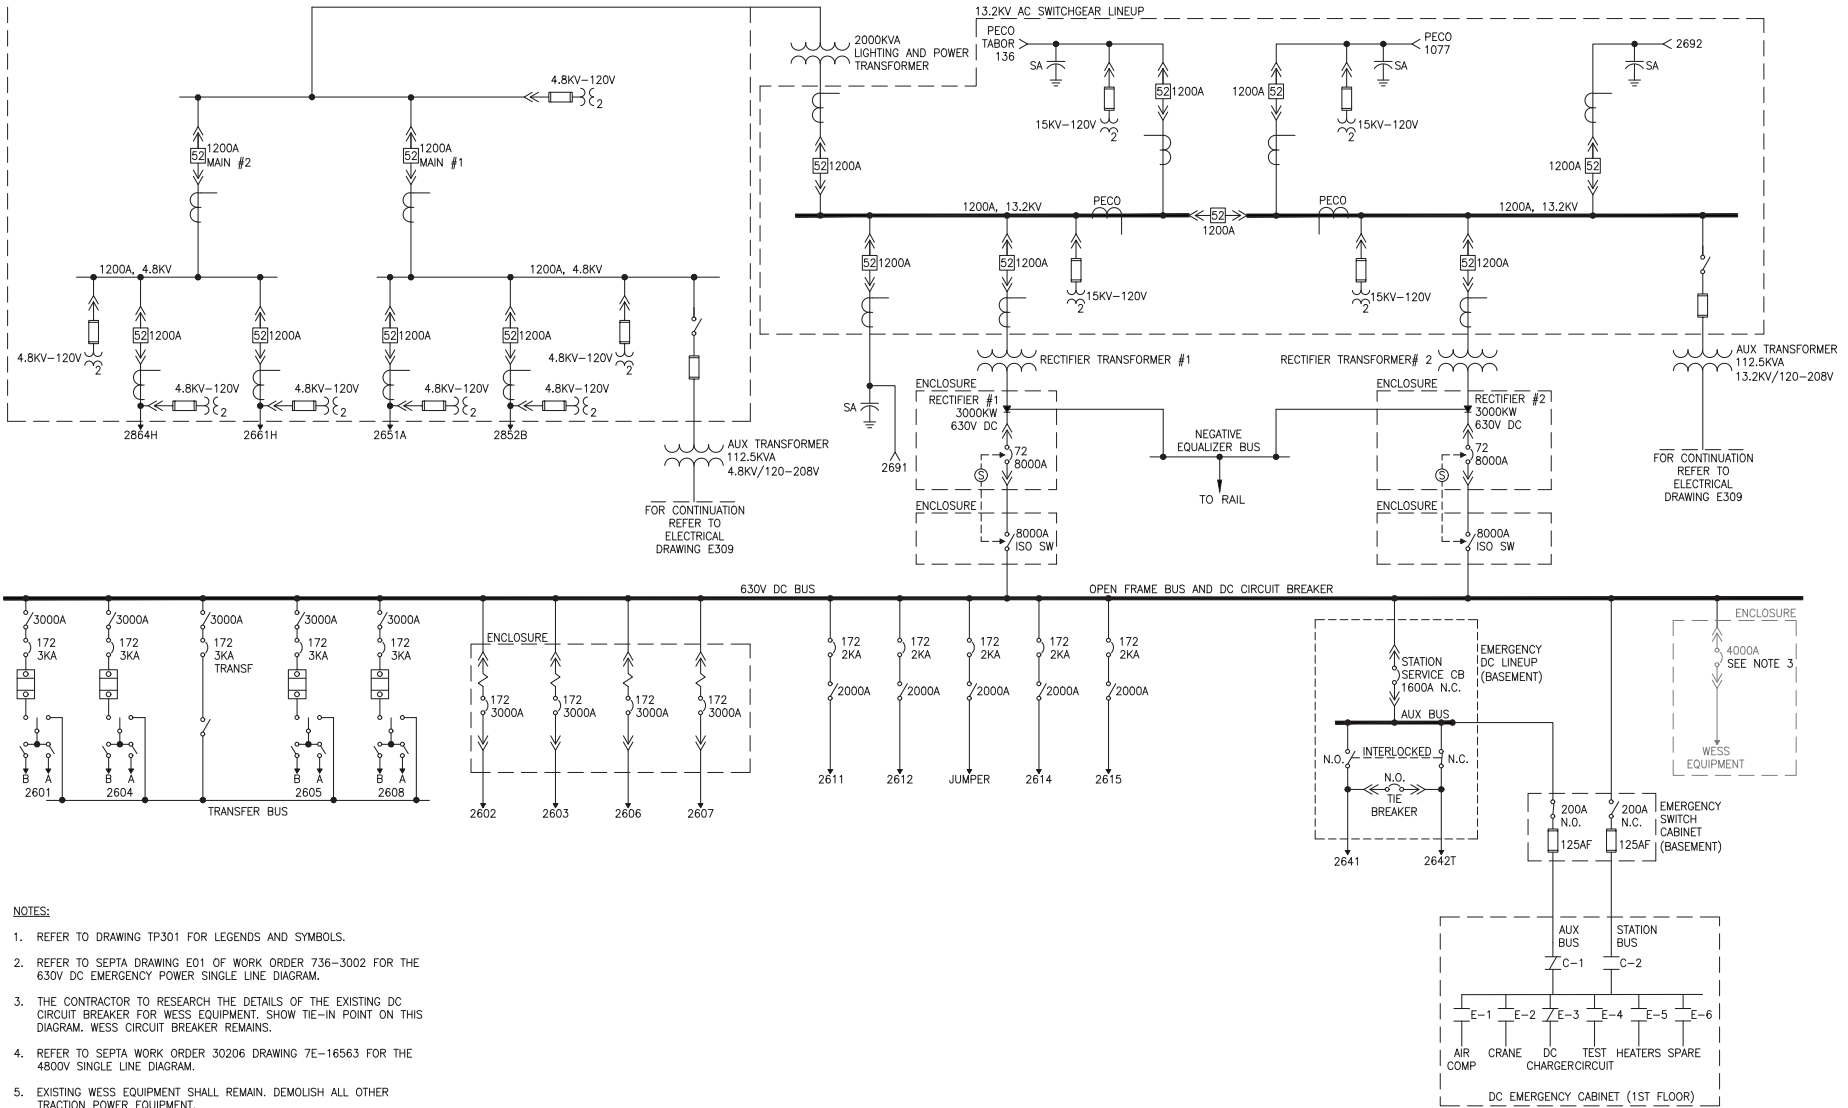 13.2KV AC SWITCHGEAR LINEUP
2000KVA
LIGHTING AND POWER
TRANSFORMER
PECO
TABOR
136
SA
PECO
1077
SA
2692
SA
4.8KV-120V
2
52
1200A
52
1200A
52
1200A
15KV-120V
2
15KV-120V
2
52
1200A
MAIN #2
52
1200A
MAIN #1
52
1200A
1200A, 13.2KV
PECO
52
1200A
PECO
1200A, 13.2KV
1200A, 4.8KV
1200A, 4.8KV
52
1200A
52
1200A
15KV-120V
2
15KV-120V
2
52
1200A
4.8KV-120V
2
52
1200A
52
1200A
52
1200A
52
1200A
4.8KV-120V
2
4.8KV-120V
2
4.8KV-120V
2
4.8KV-120V
2
4.8KV-120V
2
2864H
2661H
2651A
2852B
AUX TRANSFORMER
112.5KVA
4.8KV/120-208V
FOR CONTINUATION
REFER TO
ELECTRICAL
DRAWING E309
SA
2691
RECTIFIER TRANSFORMER #1
RECTIFIER TRANSFORMER# 2
AUX TRANSFORMER
112.5KVA
13.2KV/120-208V
ENCLOSURE
RECTIFIER #1
3000KW
630V DC
72
8000A
S
ENCLOSURE
8000A
ISO SW
NEGATIVE
EQUALIZER BUS
TO RAIL
ENCLOSURE
RECTIFIER #2
3000KW
630V DC
72
8000A
S
ENCLOSURE
8000A
ISO SW
FOR CONTINUATION
REFER TO
ELECTRICAL
DRAWING E309
630V DC BUS
OPEN FRAME BUS AND DC CIRCUIT BREAKER
3000A
172
3KA
B
A
2601
3000A
172
3KA
B
A
2604
3000A
172
3KA
TRANSF
3000A
172
3KA
B
A
2605
3000A
172
3KA
B
A
2608
TRANSFER BUS
ENCLOSURE
172
3000A
2602
172
3000A
2603
172
3000A
2606
172
3000A
2607
172
2KA
2000A
2611
172
2KA
2000A
2612
172
2KA
2000A
JUMPER
172
2KA
2000A
2614
172
2KA
2000A
2615
STATION
SERVICE CB
1600A N.C.
EMERGENCY
DC LINEUP
(BASEMENT)
AUX BUS
INTERLOCKED
N.O.
N.C.
N.O.
TIE
BREAKER
2641
2642T
ENCLOSURE
4000A
SEE NOTE 3
WESS
EQUIPMENT
200A
N.O.
125AF
200A
N.C.
125AF
EMERGENCY
SWITCH
CABINET
(BASEMENT)
AUX
BUS
STATION
BUS
C-1
C-2
E-1
E-2
E-3
E-4
E-5
E-6
AIR
COMP
CRANE
DC
CHARGER
TEST
CIRCUIT
HEATERS
SPARE
DC EMERGENCY CABINET (1ST FLOOR)
NOTES:
1. REFER TO DRAWING TP301 FOR LEGENDS AND SYMBOLS.
2. REFER TO SEPTA DRAWING E01 OF WORK ORDER 736-3002 FOR THE
630V DC EMERGENCY POWER SINGLE LINE DIAGRAM.
3. THE CONTRACTOR TO RESEARCH THE DETAILS OF THE EXISTING DC
CIRCUIT BREAKER FOR WESS EQUIPMENT. SHOW TIE-IN POINT ON THIS
DIAGRAM. WESS CIRCUIT BREAKER REMAINS.
4. REFER TO SEPTA WORK ORDER 30206 DRAWING 7E-16563 FOR THE
4800V SINGLE LINE DIAGRAM.
5. EXISTING WESS EQUIPMENT SHALL REMAIN. DEMOLISH ALL OTHER
TRACTION POWER EQUIPMENT.